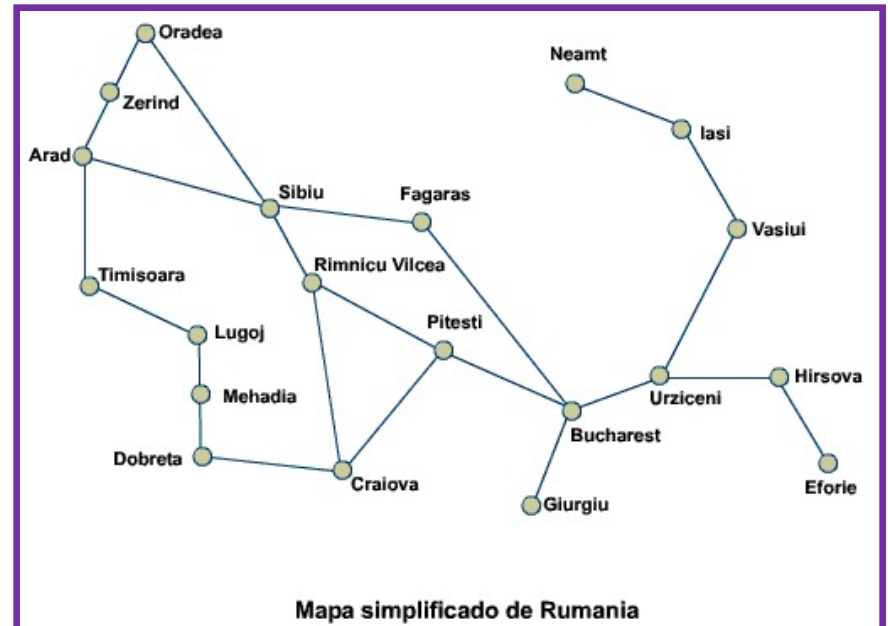 Oradea
Neamt
Zerind
Iasi
Arad
Sibiu
Fagaras
Vasiui
Rimnicu Vilcea
Timisoara
Pitesti
Lugoj
Mehadia
Hirsova
Urziceni
Bucharest
Dobreta
Craiova
Eforie
Giurgiu
Mapa simplificado de Rumania